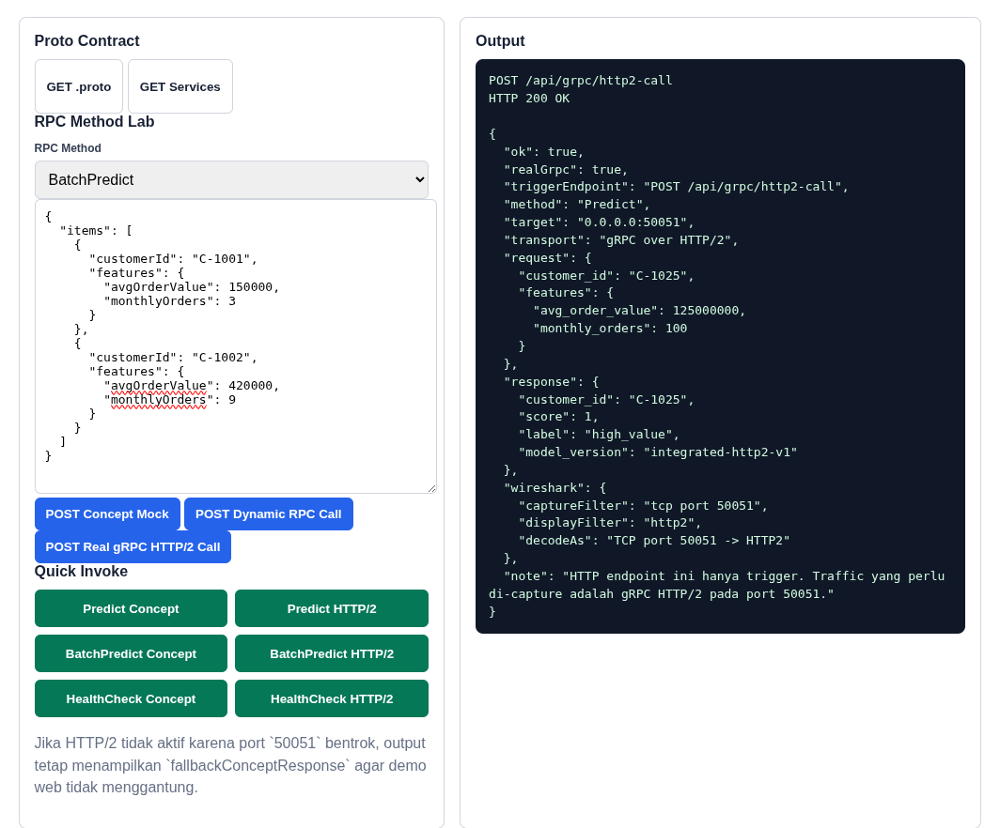 Proto Contract
GET .proto
GET Services
RPC Method Lab
RPC Method
BatchPredict
{
  "items": [
    {
      "customerId": "C-1001",
      "features": {
        "avgOrderValue": 150000,
        "monthlyOrders": 3
      }
    },
    {
      "customerId": "C-1002",
      "features": {
        "avgOrderValue": 420000,
        "monthlyOrders": 9
      }
    }
  ]
}
POST Concept Mock
POST Dynamic RPC Call
POST Real gRPC HTTP/2 Call
Quick Invoke
Predict Concept
Predict HTTP/2
BatchPredict Concept
BatchPredict HTTP/2
HealthCheck Concept
HealthCheck HTTP/2
Jika HTTP/2 tidak aktif karena port `50051` bentrok, output
tetap menampilkan `fallbackConceptResponse` agar demo
web tidak menggantung.
Output
POST /api/grpc/http2-call
HTTP 200 OK
{
  "ok": true,
  "realGrpc": true,
  "triggerEndpoint": "POST /api/grpc/http2-call",
  "method": "Predict",
  "target": "0.0.0.0:50051",
  "transport": "gRPC over HTTP/2",
  "request": {
    "customer_id": "C-1025",
    "features": {
      "avg_order_value": 125000000,
      "monthly_orders": 100
    }
  },
  "response": {
    "customer_id": "C-1025",
    "score": 1,
    "label": "high_value",
    "model_version": "integrated-http2-v1"
  },
  "wireshark": {
    "captureFilter": "tcp port 50051",
    "displayFilter": "http2",
    "decodeAs": "TCP port 50051 -> HTTP2"
  },
  "note": "HTTP endpoint ini hanya trigger. Traffic yang perlu
di-capture adalah gRPC HTTP/2 pada port 50051."
}